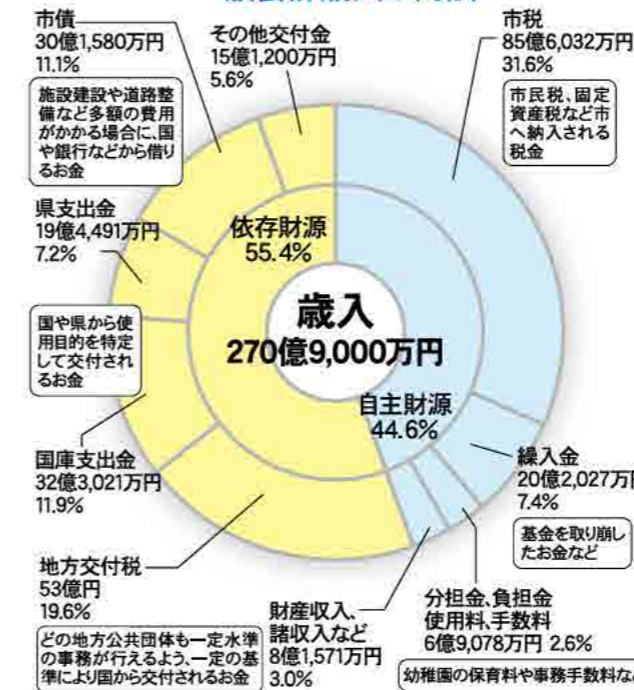 市債
30億1,580万円
11.1%
施設建設や道路整
備など多額の費用
がかかる場合に、国
や銀行などから借り
るお金
その他交付金
15億1,200万円
5.6%
市税
85億6,032万円
31.6%
市民税、固定
資産税など市
へ納入される
税金
県支出金
19億4,491万円
7.2%
依存財源
55.4%
歳入
270億9,000万円
自主財源
44.6%
国や県から使
用目的を特定
して交付され
るお金
国庫支出金
32億3,021万円
11.9%
繰入金
20億2,027万円
7.4%
基金を取り崩し
たお金など
地方交付税
53億円
19.6%
どの地方公共団体も一定水準
の事務が行えるよう、一定の基
準により国から交付されるお金
財産収入、
諸収入など
8億1,571万円
3.0%
分担金、負担金
使用料、手数料
6億9,078万円 2.6%
幼稚園の保育料や事務手数料な